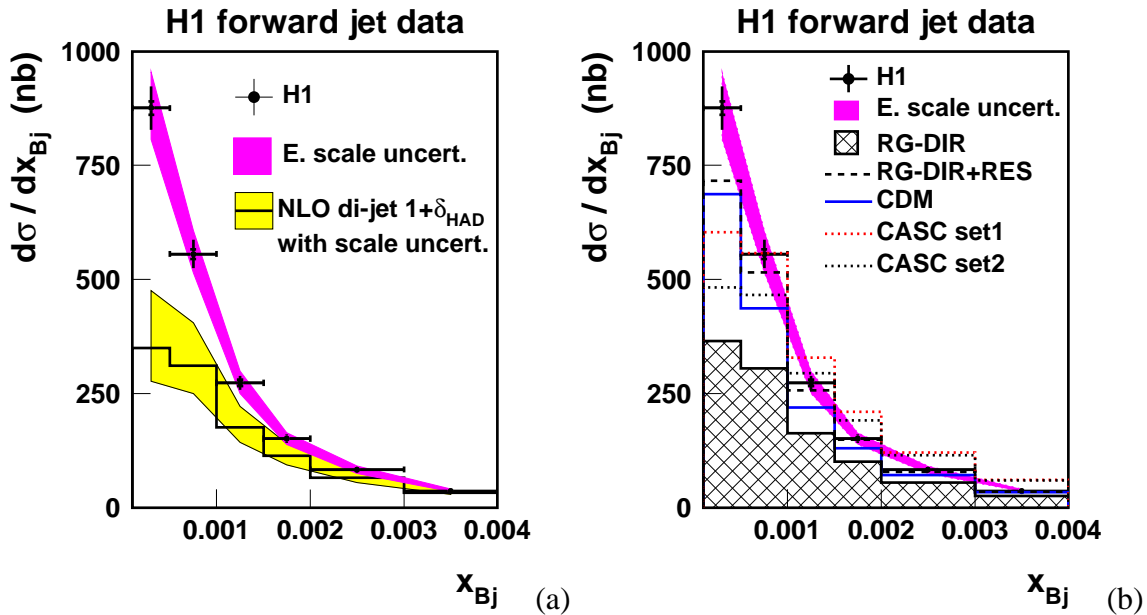 H1 forward jet data
dσ / dx_Bj (nb)
1000
750
500
250
0
H1
E. scale uncert.
NLO di-jet 1+δ_HAD
with scale uncert.
0.001
0.002
0.003
0.004
x_Bj
(a)
H1 forward jet data
dσ / dx_Bj (nb)
1000
750
500
250
0
H1
E. scale uncert.
RG-DIR
RG-DIR+RES
CDM
CASC set1
CASC set2
0.001
0.002
0.003
0.004
x_Bj
(b)